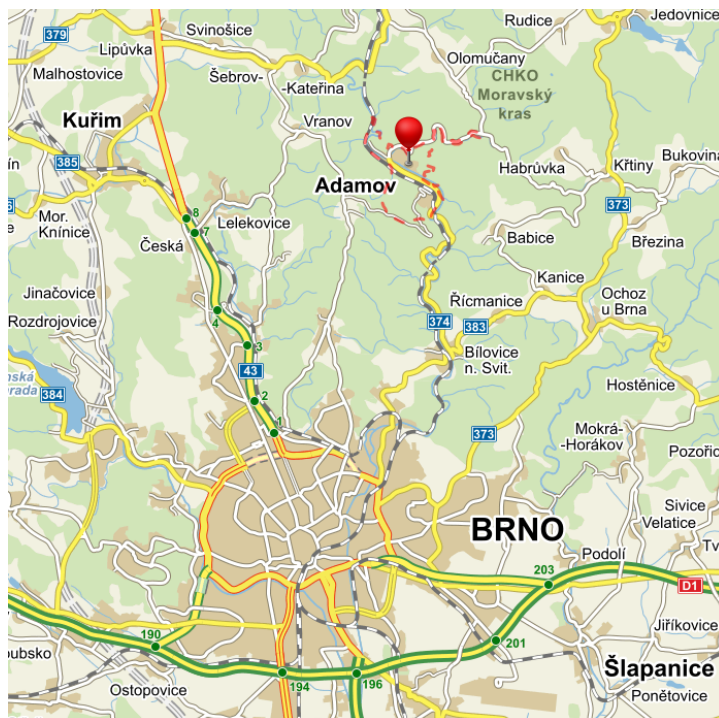 379
Svinošice
Rudice
Jedovnice
Lipůvka
383
Olomučany
Malhostovice
Šebrov-
-Kateřina
CHKO
Moravský
kras
Kuřim
Vranov
385
Habrůvka
Křtiny
Bukovina
Adamov
Mor.
Knínice
8
7
Lelekovice
373
Česká
Babice
Březina
Jinačovice
Kanice
Rozdrojovice
4
Řícmanice
Ochoz
u Brna
374
383
3
Bílovice
n. Svit.
43
384
2
Hostěnice
1
373
Mokrá-
-Horákov
Sivice
BRNO
Velatice
Podolí
203
D1
190
201
Jiříkovice
Šlapanice
194
196
Ostopovice
Ponětovice